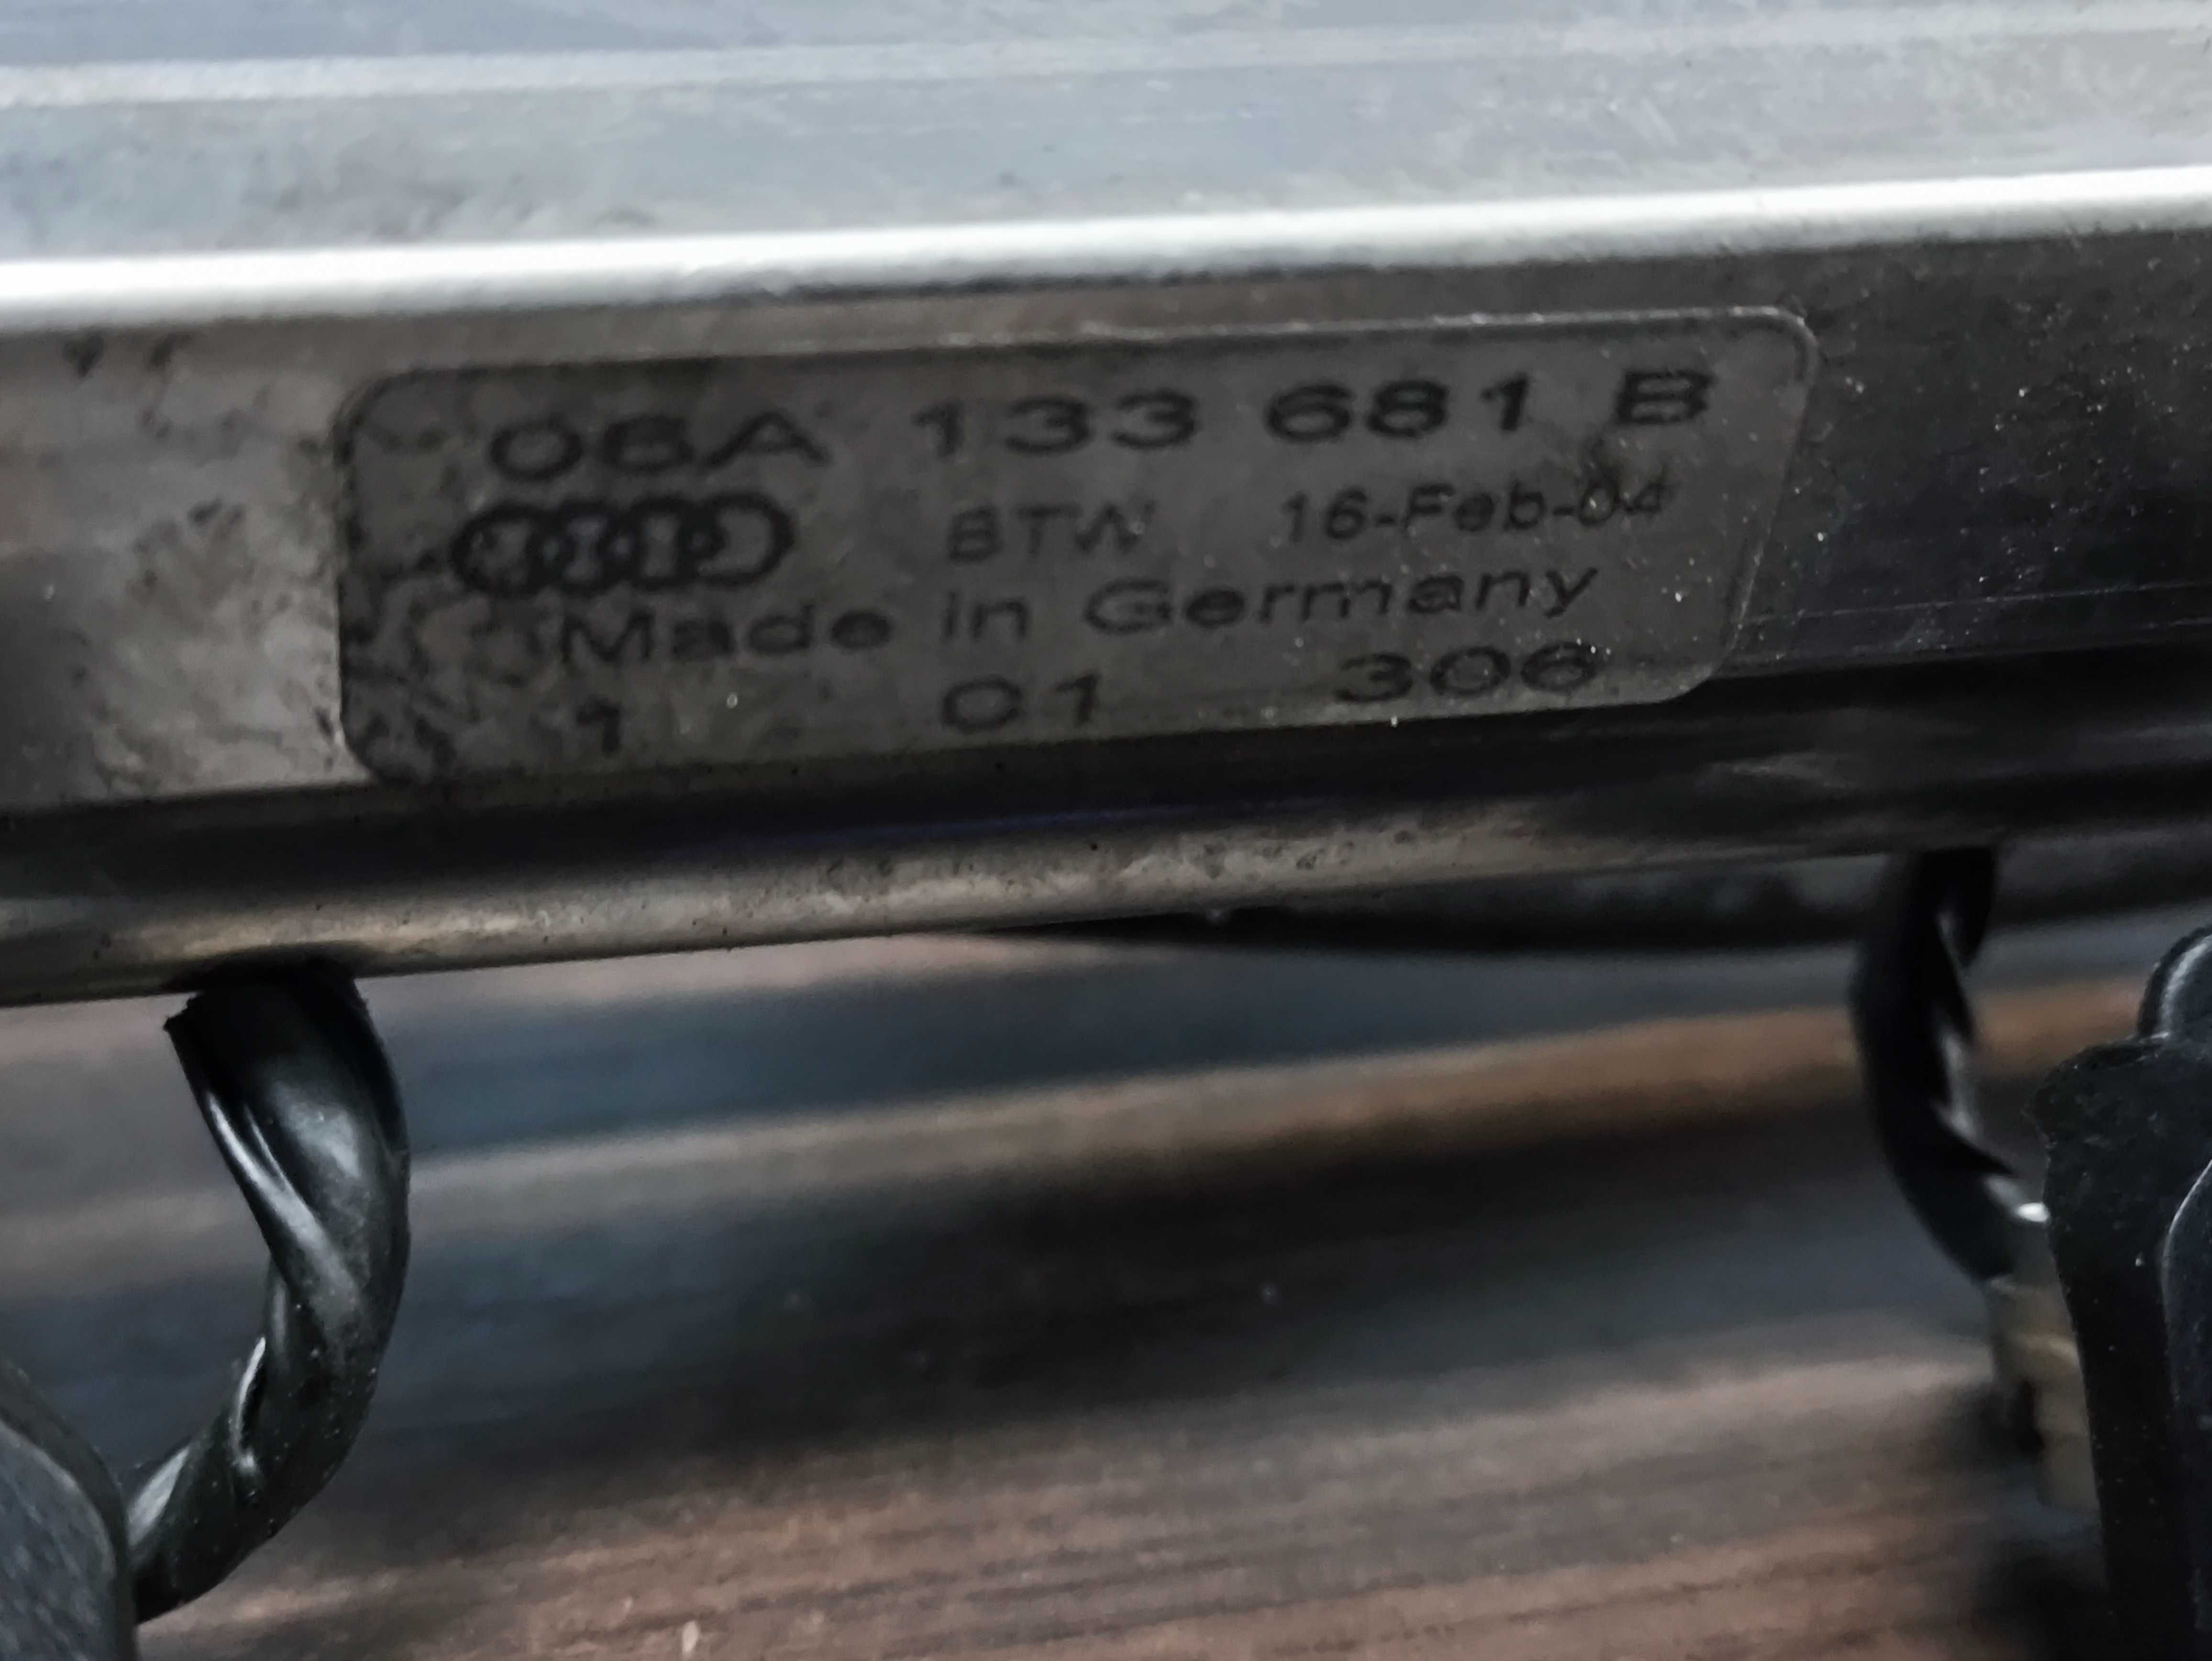 06A 133 681 B
BTW 16-Feb-04
Made in Germany
1 01 306